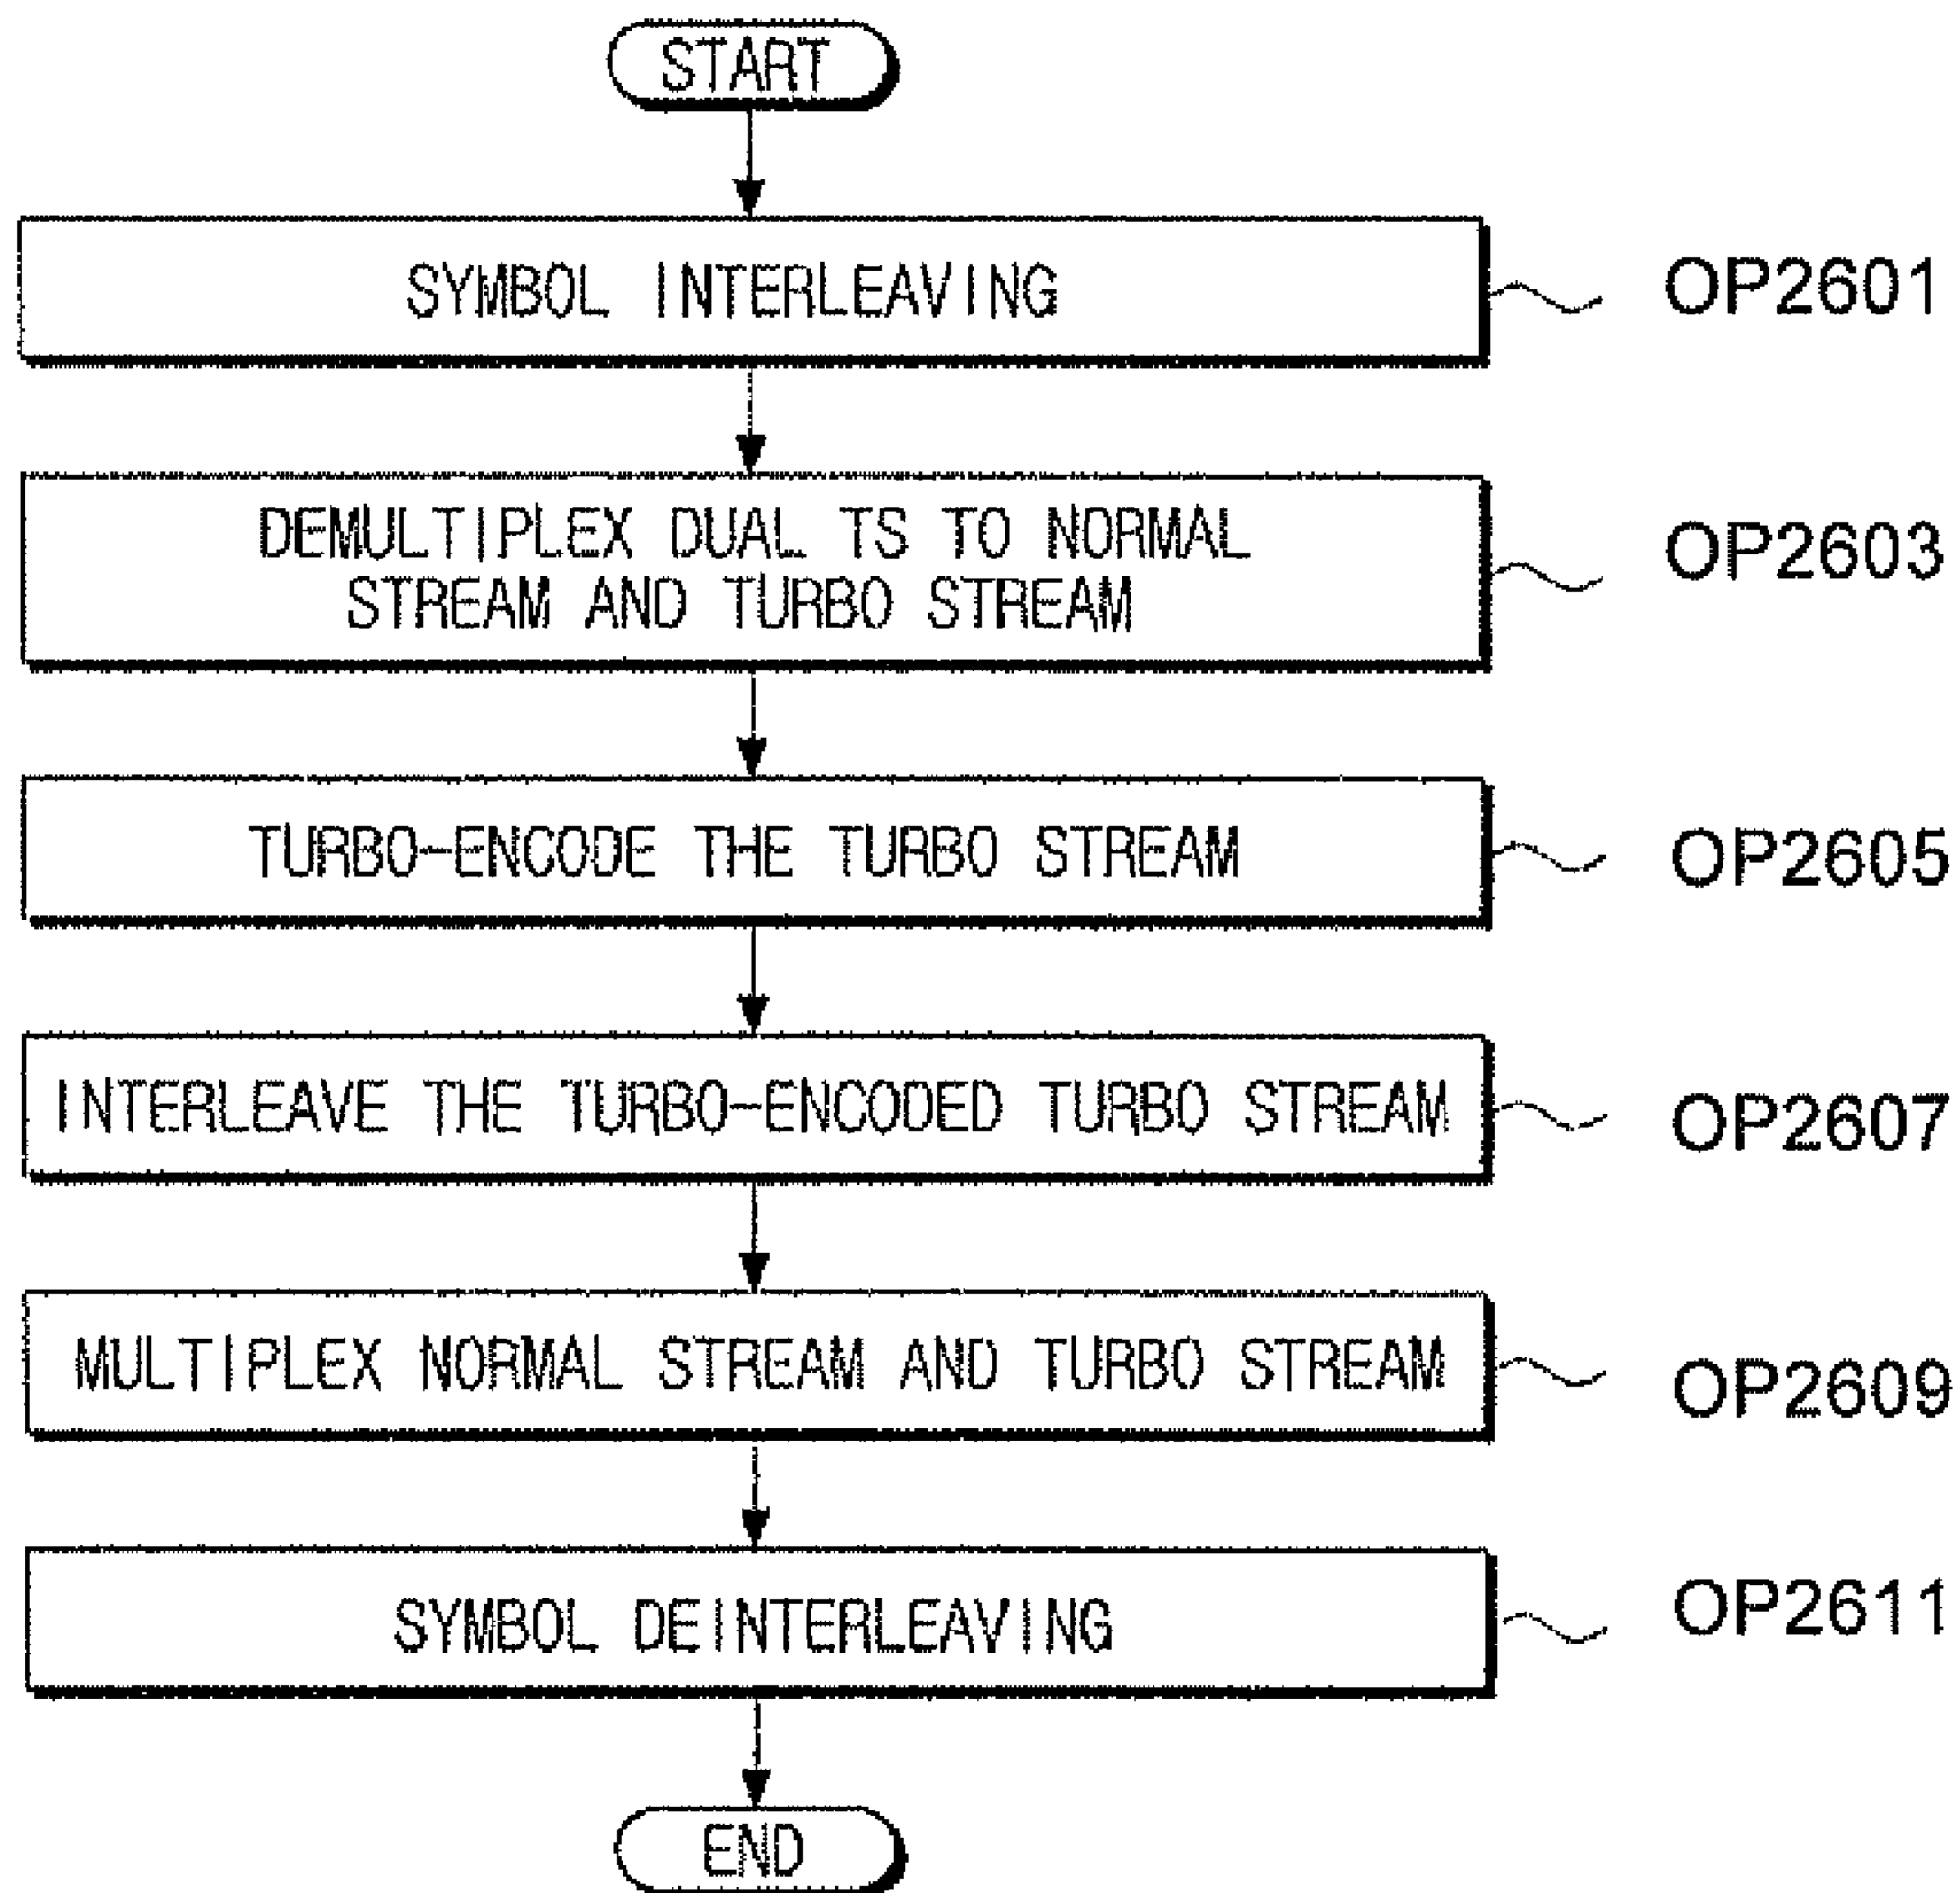 START
SYMBOL INTERLEAVING
OP2601
DEMULTIPLEX DUAL TS TO NORMAL
STREAM AND TURBO STREAM
OP2603
TURBO-ENCODE THE TURBO STREAM
OP2605
INTERLEAVE THE TURBO-ENCODED TURBO STREAM
OP2607
MULTIPLEX NORMAL STREAM AND TURBO STREAM
OP2609
SYMBOL DEINTERLEAVING
OP2611
END